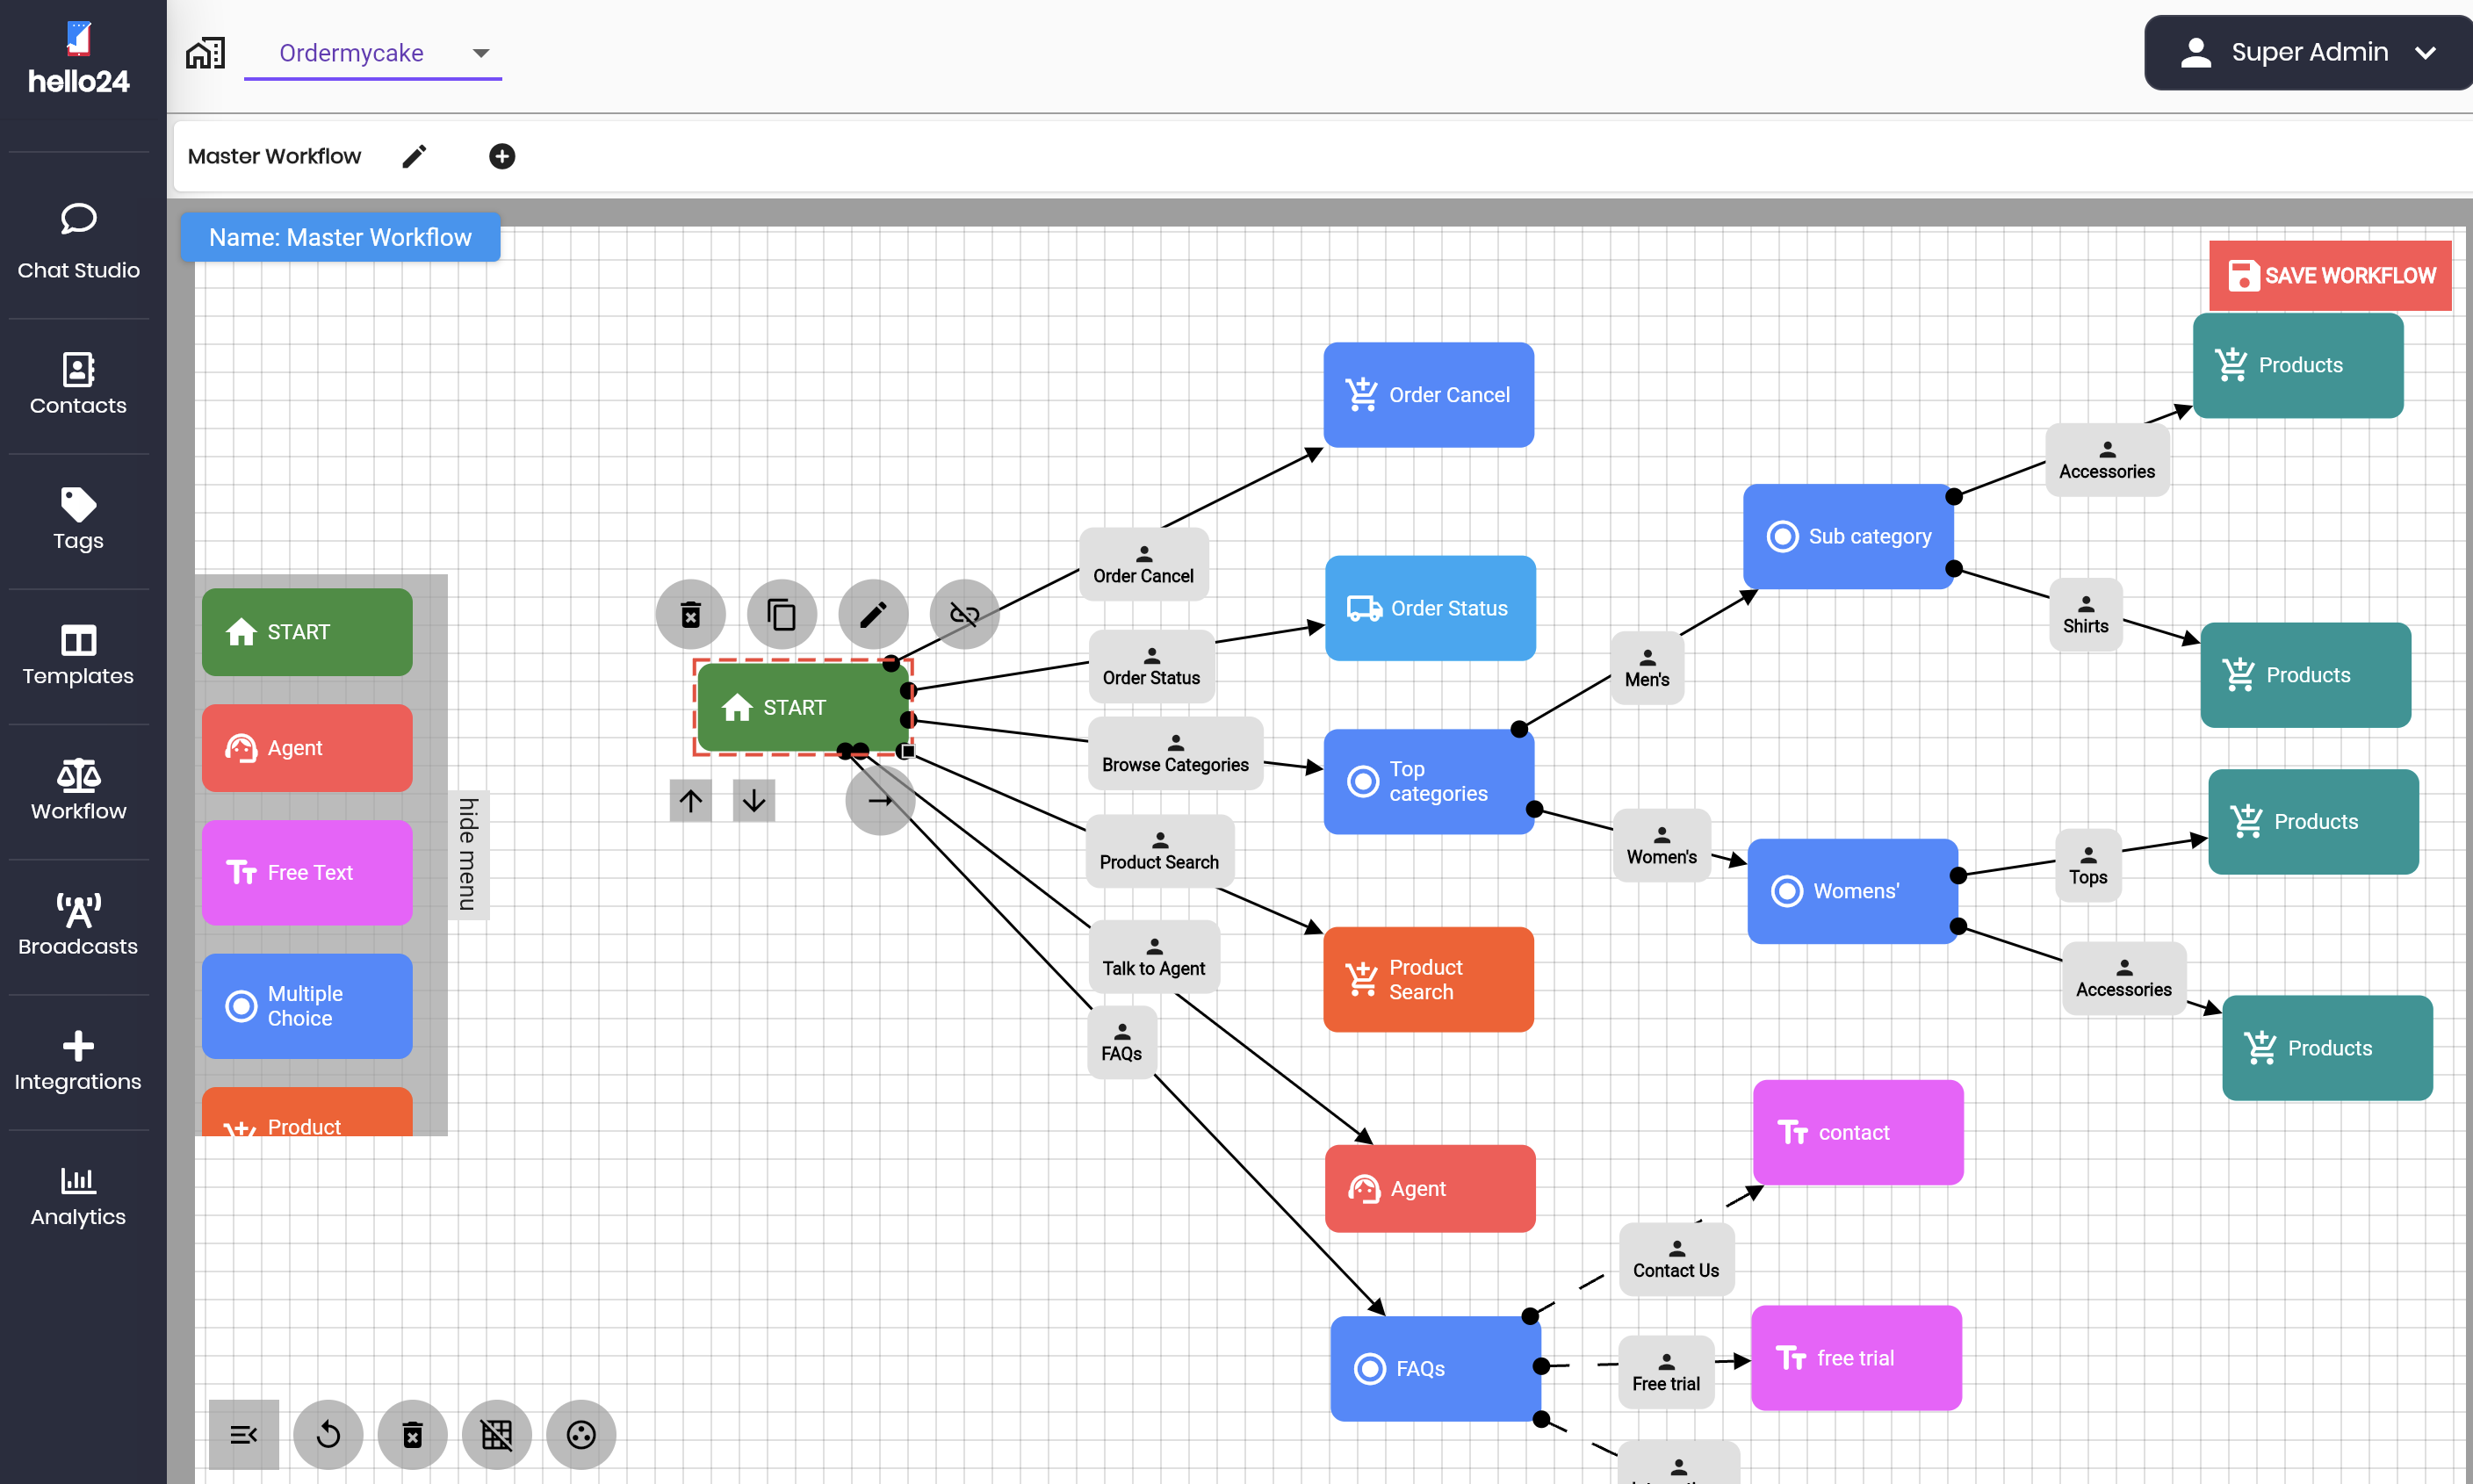 hello24
Ordermycake
Super Admin
Master Workflow
Name: Master Workflow
SAVE WORKFLOW
Chat Studio
Contacts
Tags
Templates
Workflow
Broadcasts
Integrations
Analytics
START
Agent
Free Text
Multiple
Choice
Product
hide menu
START
Order Cancel
Order Status
Browse Categories
Product Search
Talk to Agent
FAQs
Order Cancel
Order Status
Top
categories
Product
Search
Agent
FAQs
Men's
Women's
Contact Us
Free trial
Sub category
Womens'
contact
free trial
Accessories
Shirts
Tops
Accessories
Products
Products
Products
Products